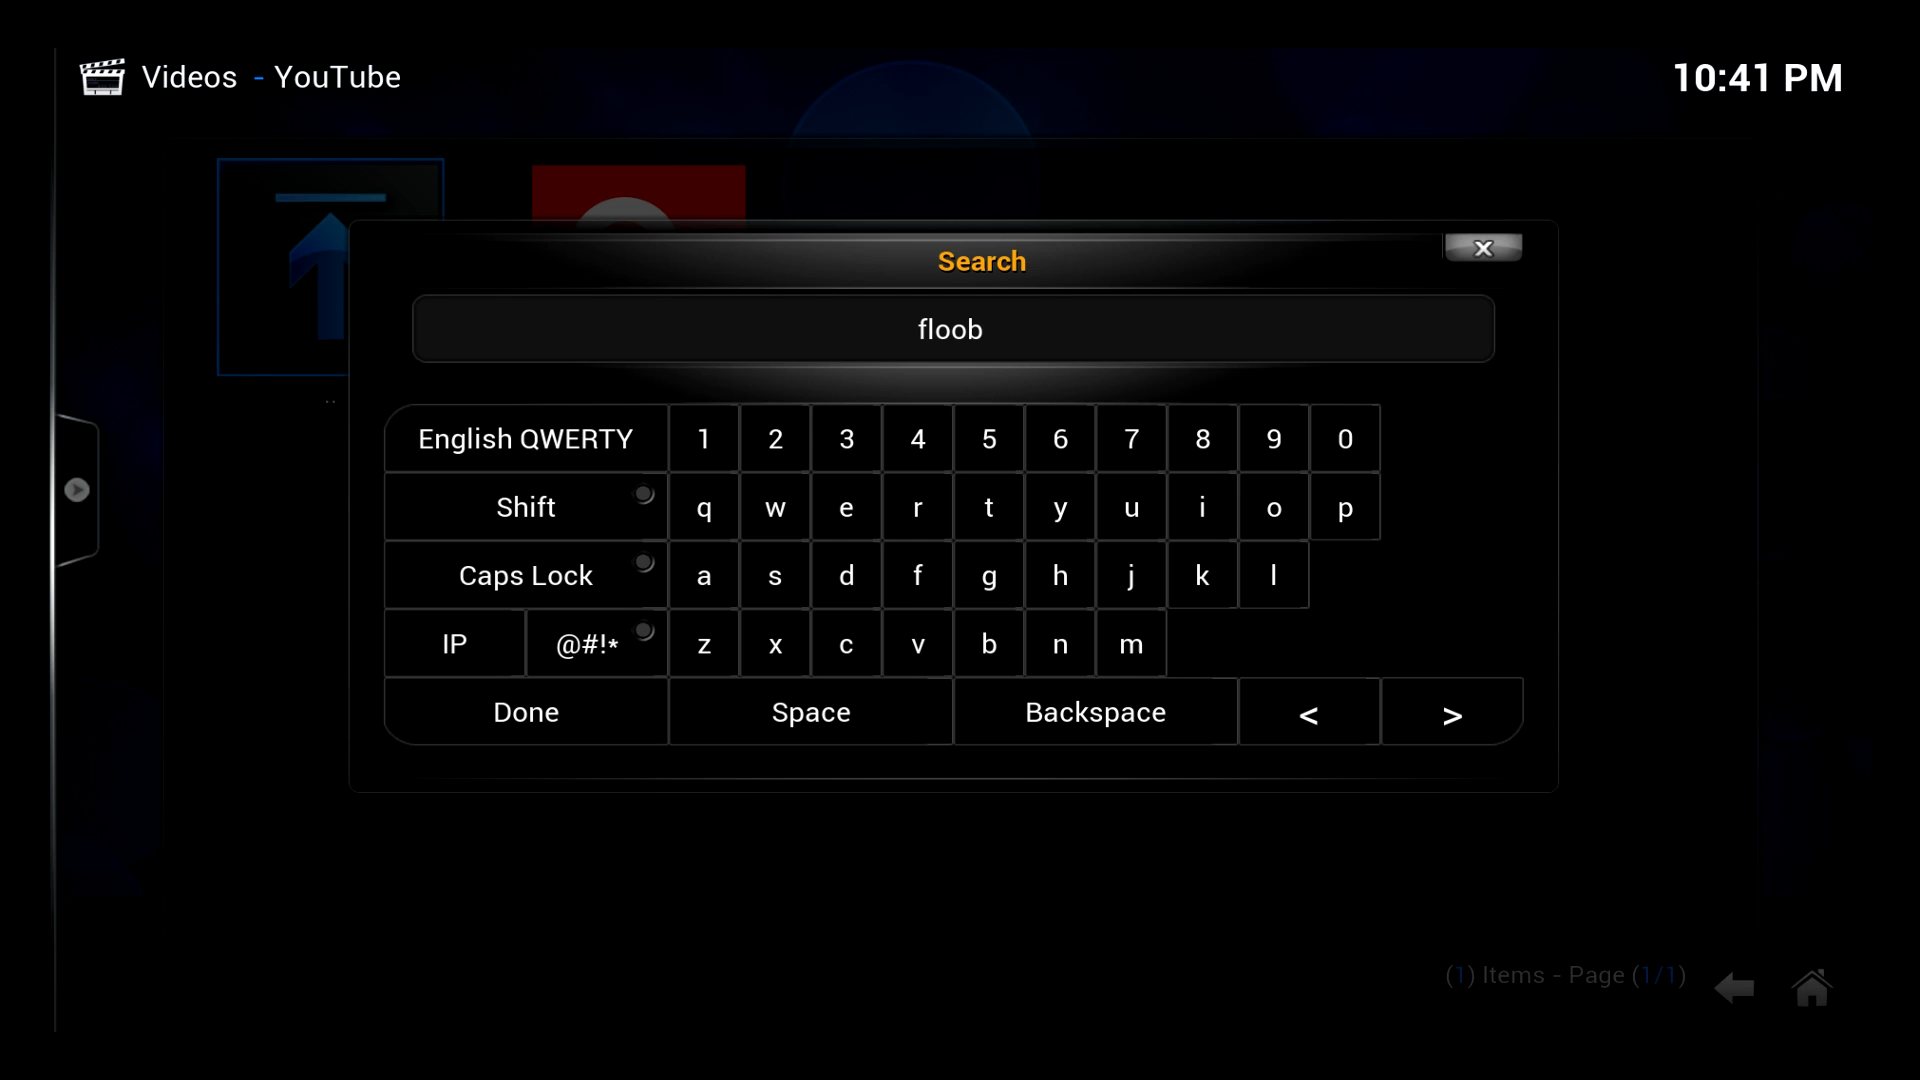 Videos - YouTube
10:41 PM
Search
x
floob
English QWERTY 1 2 3 4 5 6 7 8 9 0
Shift q w e r t y u i o p
Caps Lock a s d f g h j k l
IP @#!* z x c v b n m
Done Space Backspace < >
..
(1) Items - Page (1/1)